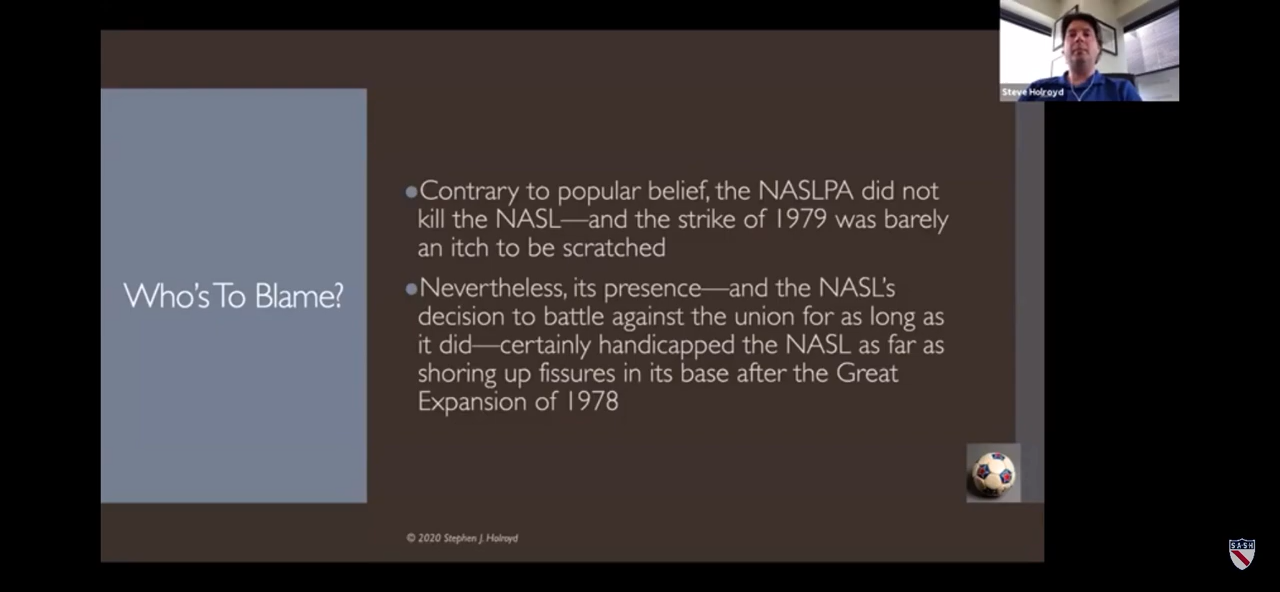 Steve Holroyd
Who's To Blame?
●Contrary to popular belief, the NASLPA did not
kill the NASL—and the strike of 1979 was barely
an itch to be scratched
●Nevertheless, its presence—and the NASL's
decision to battle against the union for as long as
it did—certainly handicapped the NASL as far as
shoring up fissures in its base after the Great
Expansion of 1978
© 2020 Stephen J. Holroyd
SASH